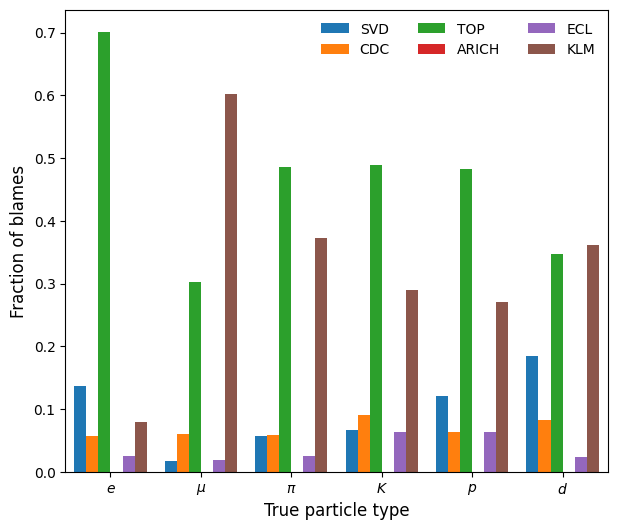 SVD
CDC
TOP
ARICH
ECL
KLM
Fraction of blames
0.7
0.6
0.5
0.4
0.3
0.2
0.1
0.0
e μ π K p d
True particle type